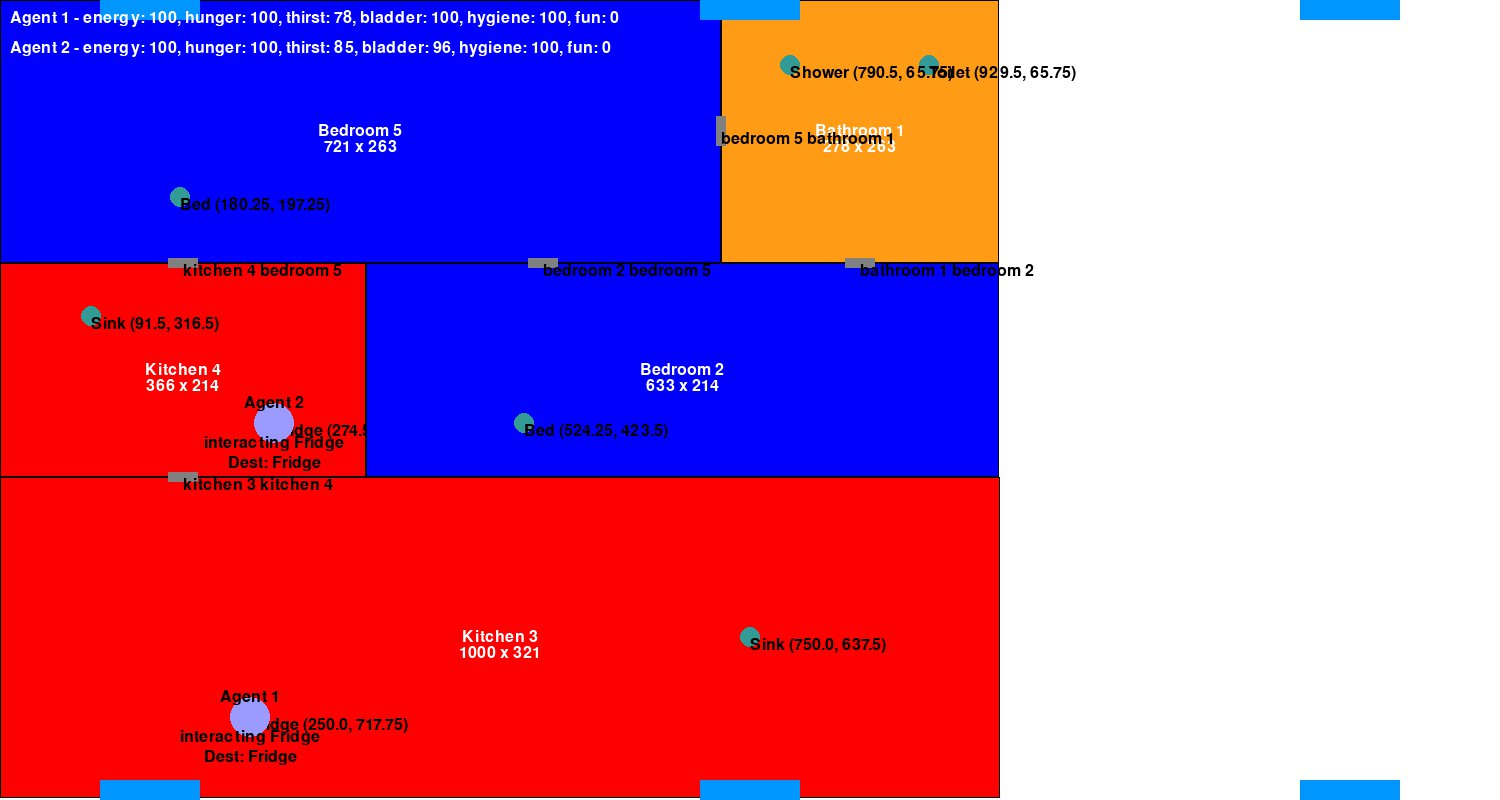 Agent 1 - energy: 100, hunger: 100, thirst: 78, bladder: 100, hygiene: 100, fun: 0
Agent 2 - energy: 100, hunger: 100, thirst: 85, bladder: 96, hygiene: 100, fun: 0
Shower (790.5, 65.75)
Toilet (929.5, 65.75)
Bedroom 5
721 x 263
Bathroom 1
278 x 263
bedroom 5 bathroom 1
Bed (180.25, 197.25)
kitchen 4 bedroom 5
bedroom 2 bedroom 5
bathroom 1 bedroom 2
Sink (91.5, 316.5)
Kitchen 4
366 x 214
Bedroom 2
633 x 214
Agent 2
(274.5
interacting Fridge
Dest: Fridge
Bed (524.25, 423.5)
kitchen 3 kitchen 4
Kitchen 3
1000 x 321
Sink (750.0, 637.5)
Agent 1
(250.0, 717.75)
interacting Fridge
Dest: Fridge